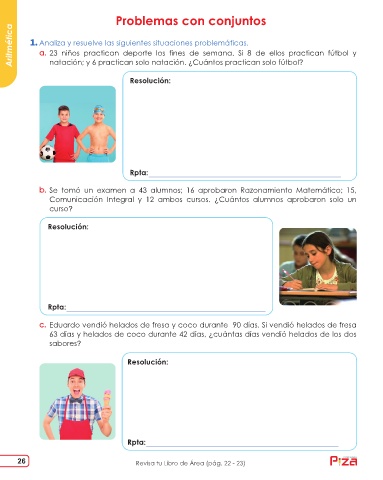 Problemas con conjuntos
Aritmética
1. Analiza y resuelve las siguientes situaciones problemáticas.
a. 23 niños practican deporte los fines de semana. Si 8 de ellos practican fútbol y
natación; y 6 practican solo natación. ¿Cuántos practican solo fútbol?
Resolución:
Rpta:
b. Se tomó un examen a 43 alumnos; 16 aprobaron Razonamiento Matemático; 15,
Comunicación Integral y 12 ambos cursos. ¿Cuántos alumnos aprobaron solo un
curso?
Resolución:
Rpta:
c. Eduardo vendió helados de fresa y coco durante 90 días. Si vendió helados de fresa
63 días y helados de coco durante 42 días, ¿cuántas días vendió helados de los dos
sabores?
Resolución:
Rpta:
26
Revisa tu Libro de Área (pág. 22 - 23)
P!zA